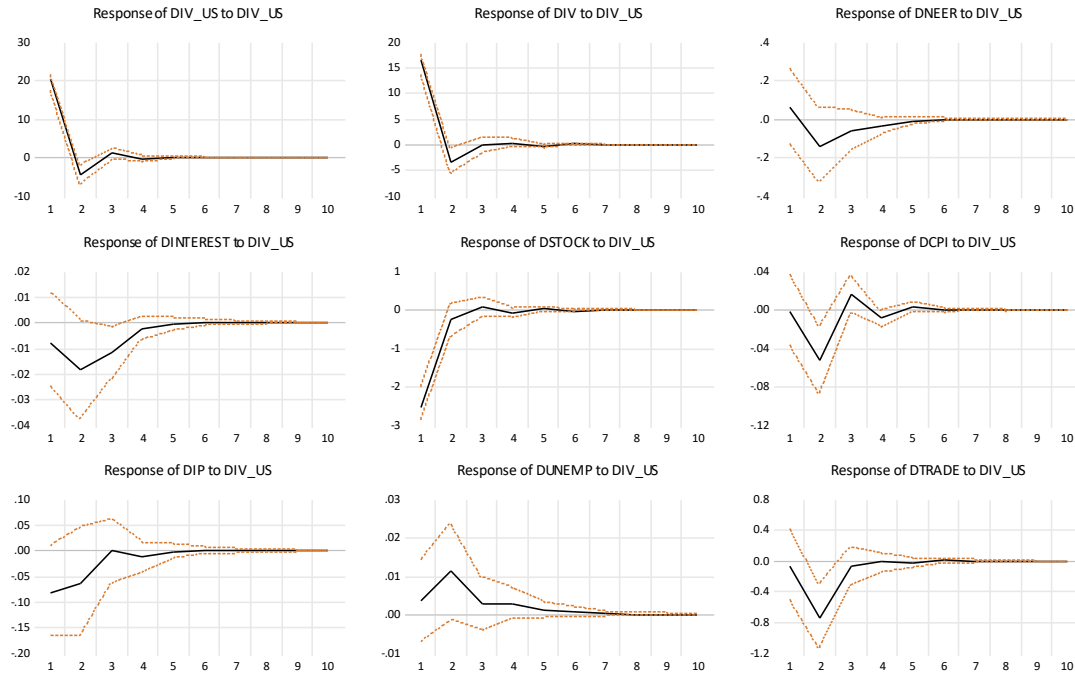 Response of DIV_US to DIV_US
30
20
10
0
-10
1 2 3 4 5 6 7 8 9 10
Response of DIV to DIV_US
20
15
10
5
0
-5
-10
1 2 3 4 5 6 7 8 9 10
Response of DNEER to DIV_US
.4
.2
.0
-.2
-.4
1 2 3 4 5 6 7 8 9 10
Response of DINTEREST to DIV_US
.02
.01
.00
-.01
-.02
-.03
-.04
1 2 3 4 5 6 7 8 9 10
Response of DSTOCK to DIV_US
1
0
-1
-2
-3
1 2 3 4 5 6 7 8 9 10
Response of DCPI to DIV_US
.04
.00
-.04
-.08
-.12
1 2 3 4 5 6 7 8 9 10
Response of DIP to DIV_US
.10
.05
.00
-.05
-.10
-.15
-.20
1 2 3 4 5 6 7 8 9 10
Response of DUNEMP to DIV_US
.03
.02
.01
.00
-.01
1 2 3 4 5 6 7 8 9 10
Response of DTRADE to DIV_US
0.8
0.4
0.0
-0.4
-0.8
-1.2
1 2 3 4 5 6 7 8 9 10